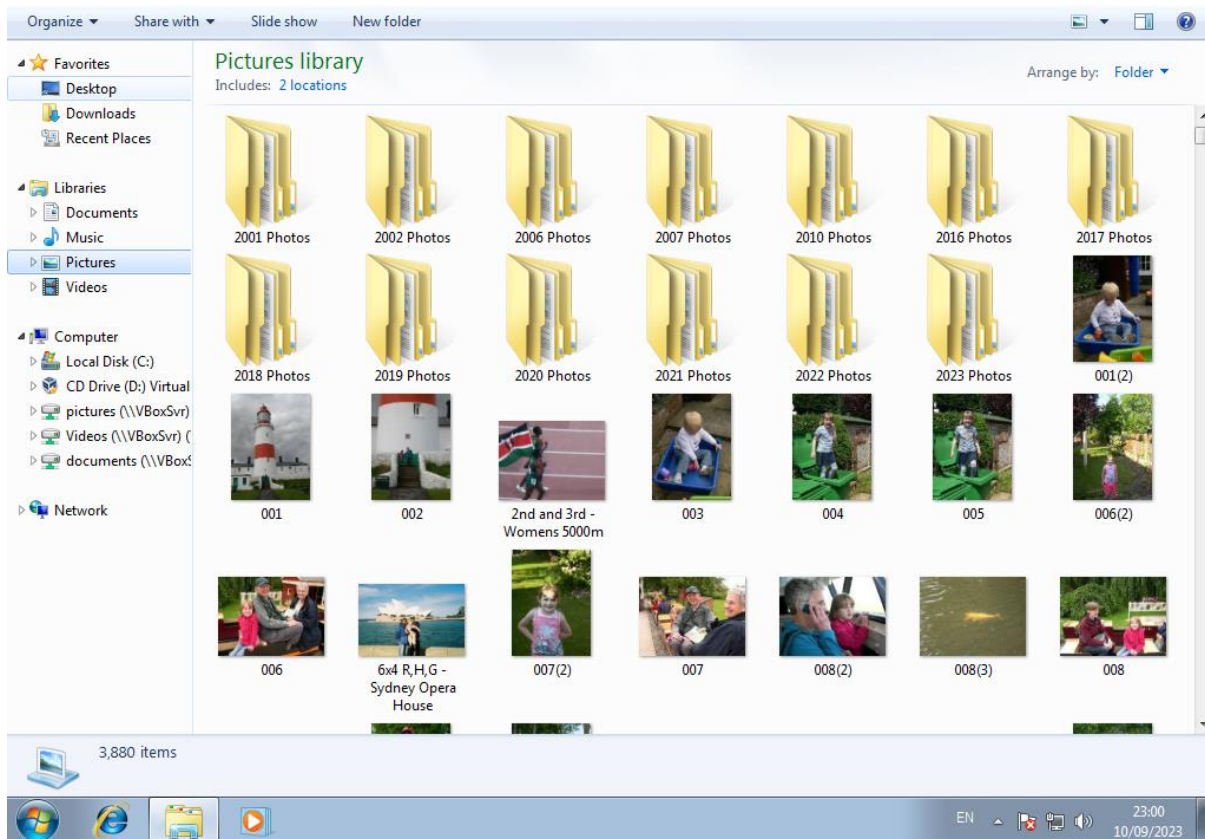 Organize
Share with
Slide show
New folder
Favorites
Desktop
Downloads
Recent Places
Libraries
Documents
Music
Pictures
Videos
Computer
Local Disk (C:)
CD Drive (D:) Virtual
pictures (\\VBoxSvr)
Videos (\\VBoxSvr) (
documents (\\VBox
Network
Pictures library
Includes: 2 locations
Arrange by: Folder
2001 Photos
2002 Photos
2006 Photos
2007 Photos
2010 Photos
2016 Photos
2017 Photos
2018 Photos
2019 Photos
2020 Photos
2021 Photos
2022 Photos
2023 Photos
001(2)
001
002
2nd and 3rd -
Womens 5000m
003
004
005
006(2)
006
6x4 R,H,G -
Sydney Opera
House
007(2)
007
008(2)
008(3)
008
3,880 items
EN
23:00
10/09/2023